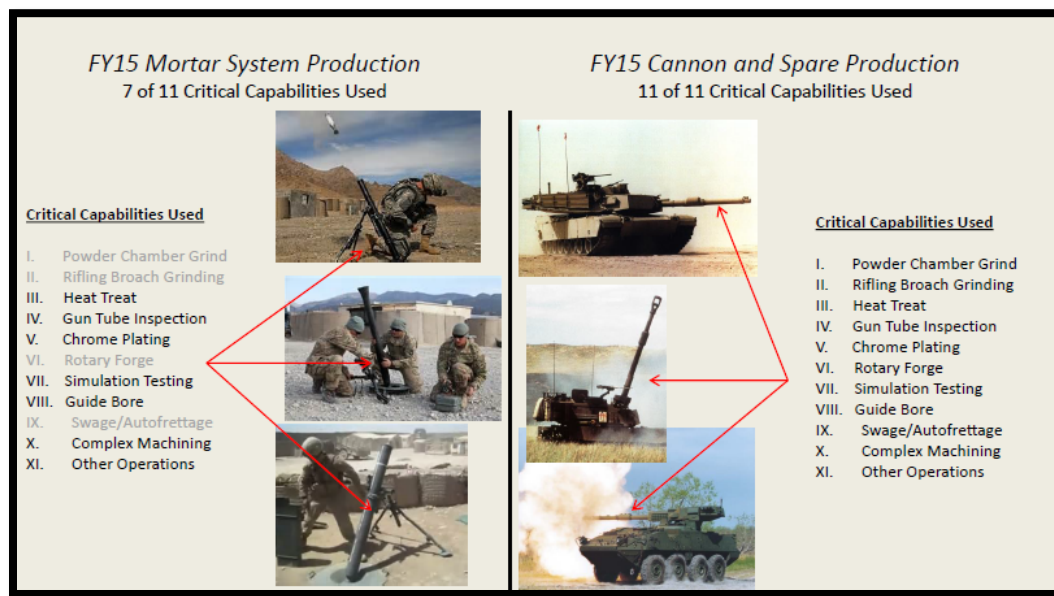 FY15 Mortar System Production
7 of 11 Critical Capabilities Used
Critical Capabilities Used
I. Powder Chamber Grind
II. Rifling Broach Grinding
III. Heat Treat
IV. Gun Tube Inspection
V. Chrome Plating
VI. Rotary Forge
VII. Simulation Testing
VIII. Guide Bore
IX. Swage/Autofrettage
X. Complex Machining
XI. Other Operations
FY15 Cannon and Spare Production
11 of 11 Critical Capabilities Used
Critical Capabilities Used
I. Powder Chamber Grind
II. Rifling Broach Grinding
III. Heat Treat
IV. Gun Tube Inspection
V. Chrome Plating
VI. Rotary Forge
VII. Simulation Testing
VIII. Guide Bore
IX. Swage/Autofrettage
X. Complex Machining
XI. Other Operations